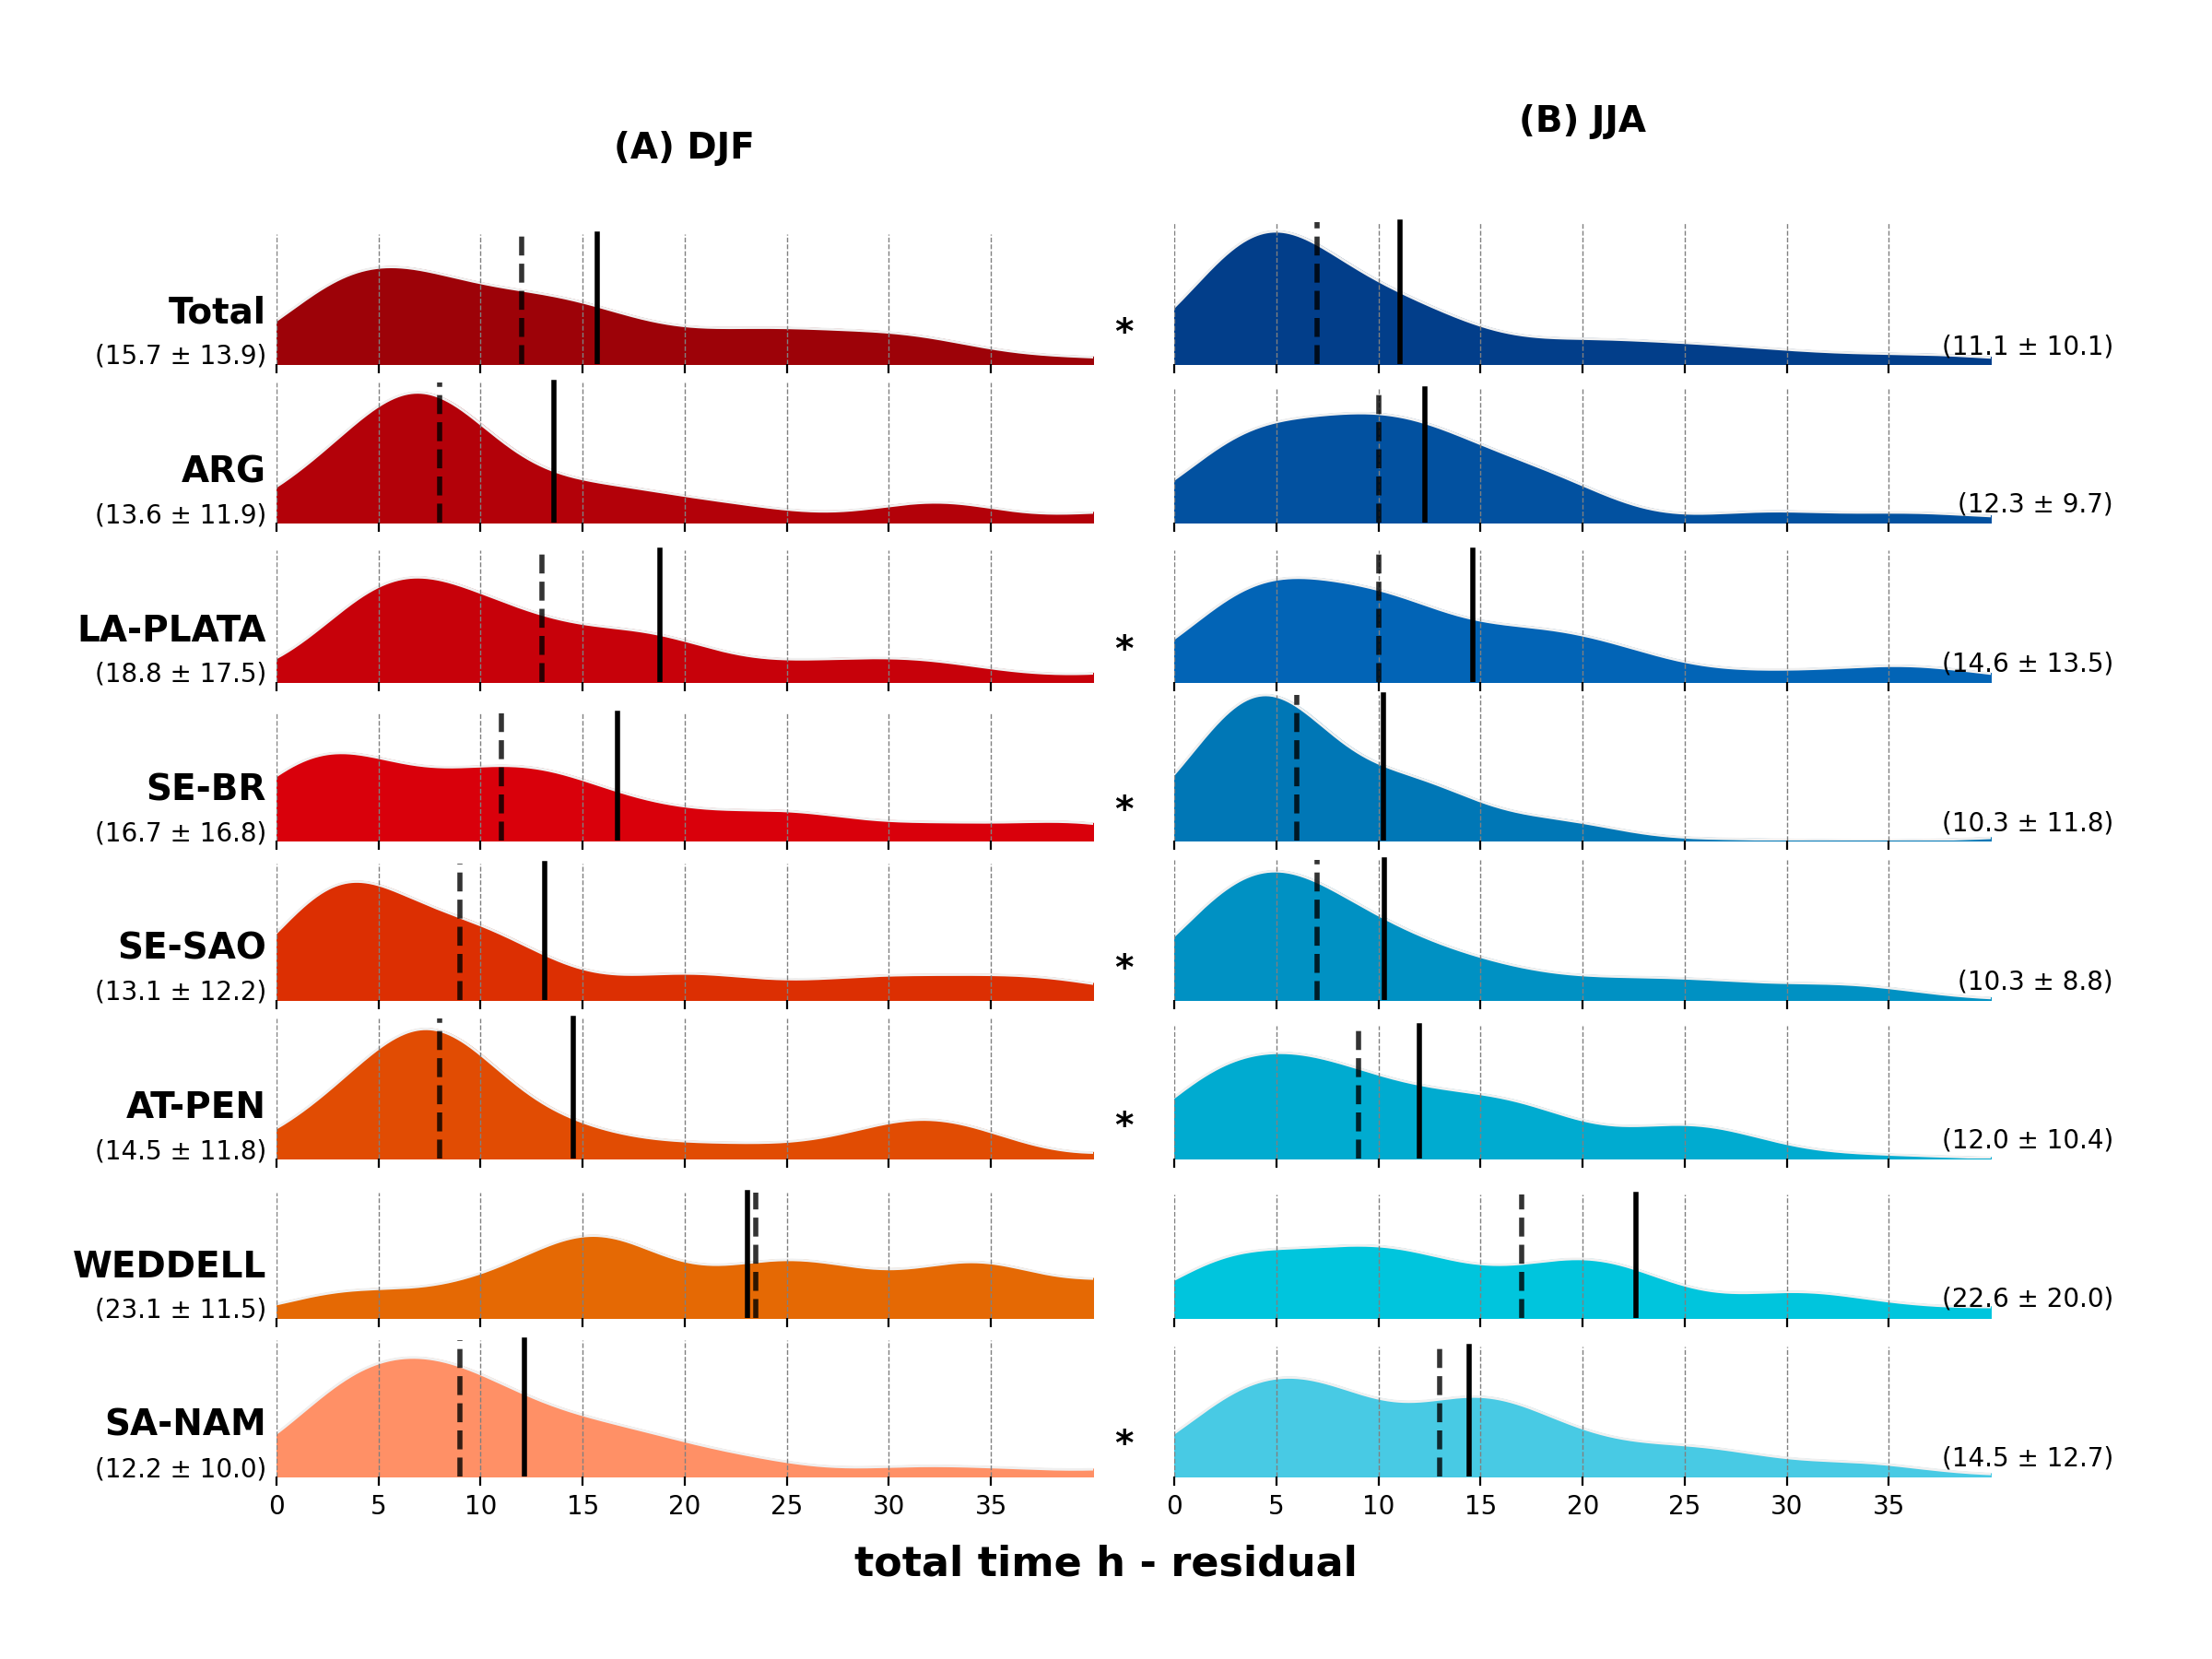 (A) DJF
(B) JJA
Total
(15.7 ± 13.9)
*
(11.1 ± 10.1)
ARG
(13.6 ± 11.9)
(12.3 ± 9.7)
LA-PLATA
(18.8 ± 17.5)
*
(14.6 ± 13.5)
SE-BR
(16.7 ± 16.8)
*
(10.3 ± 11.8)
SE-SAO
(13.1 ± 12.2)
*
(10.3 ± 8.8)
AT-PEN
(14.5 ± 11.8)
*
(12.0 ± 10.4)
WEDDELL
(23.1 ± 11.5)
(22.6 ± 20.0)
SA-NAM
(12.2 ± 10.0)
*
(14.5 ± 12.7)
0 5 10 15 20 25 30 35
0 5 10 15 20 25 30 35
total time h - residual